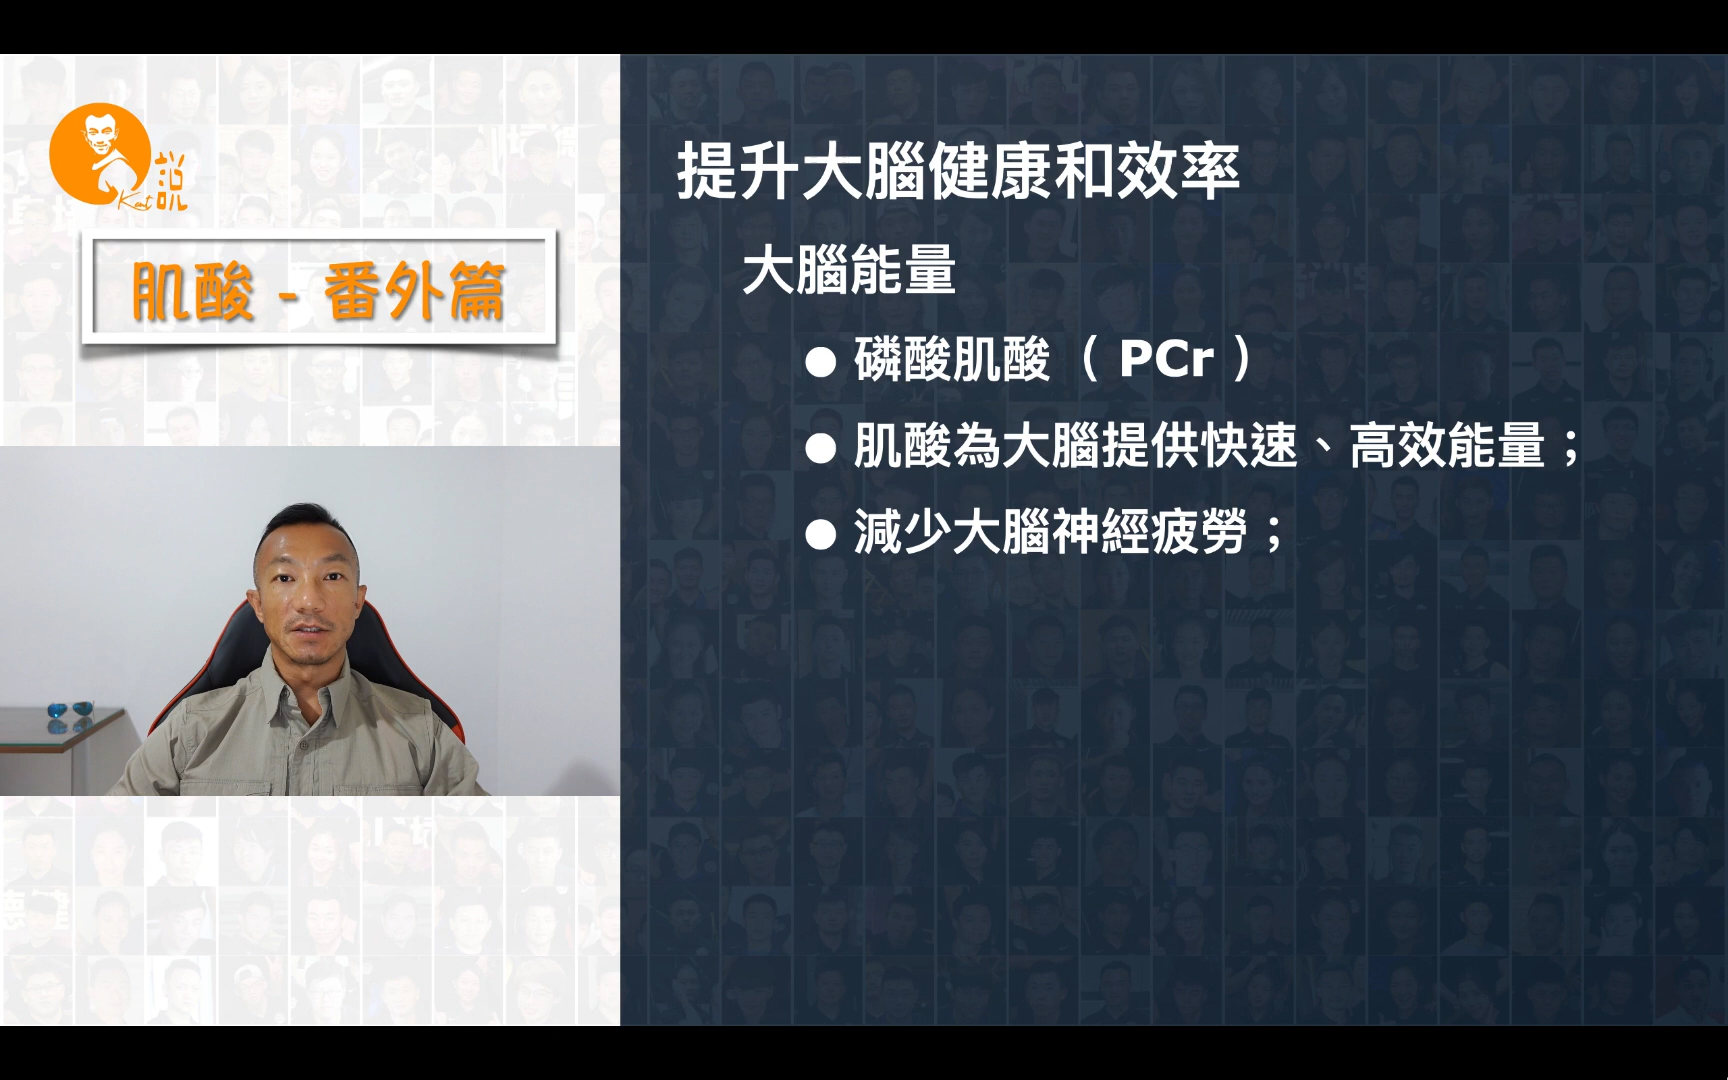 Kent
説
肌酸 - 番外篇
提升大腦健康和效率
大腦能量
● 磷酸肌酸 （ PCr ）
● 肌酸為大腦提供快速、高效能量；
● 減少大腦神經疲勞；